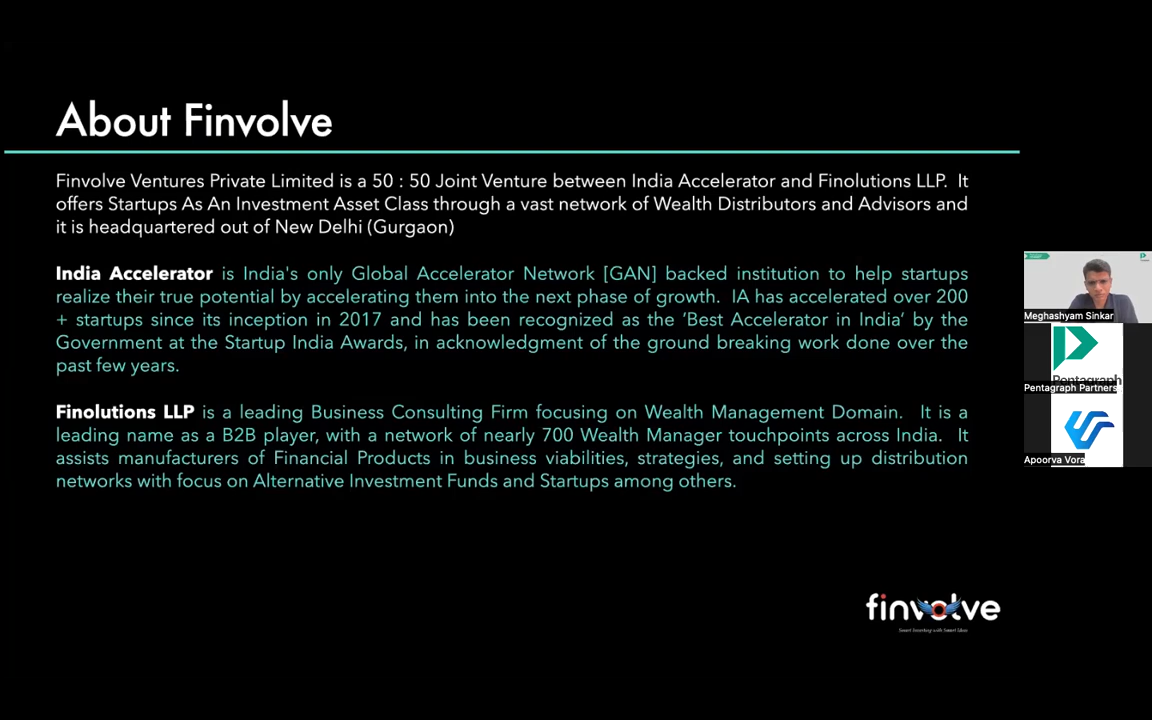 About Finvolve
Finvolve Ventures Private Limited is a 50 : 50 Joint Venture between India Accelerator and Finolutions LLP. It
offers Startups As An Investment Asset Class through a vast network of Wealth Distributors and Advisors and
it is headquartered out of New Delhi (Gurgaon)
India Accelerator is India's only Global Accelerator Network [GAN] backed institution to help startups
realize their true potential by accelerating them into the next phase of growth. IA has accelerated over 200
+ startups since its inception in 2017 and has been recognized as the ‘Best Accelerator in India‘ by the
Government at the Startup India Awards, in acknowledgment of the ground breaking work done over the
past few years.
Finolutions LLP is a leading Business Consulting Firm focusing on Wealth Management Domain. It is a
leading name as a B2B player, with a network of nearly 700 Wealth Manager touchpoints across India. It
assists manufacturers of Financial Products in business viabilities, strategies, and setting up distribution
networks with focus on Alternative Investment Funds and Startups among others.
Meghashyam Sinkar
Pentagraph
Pentagraph Partners
Apoorva Vora
finvolve
Smart Investing with Smart Ideas